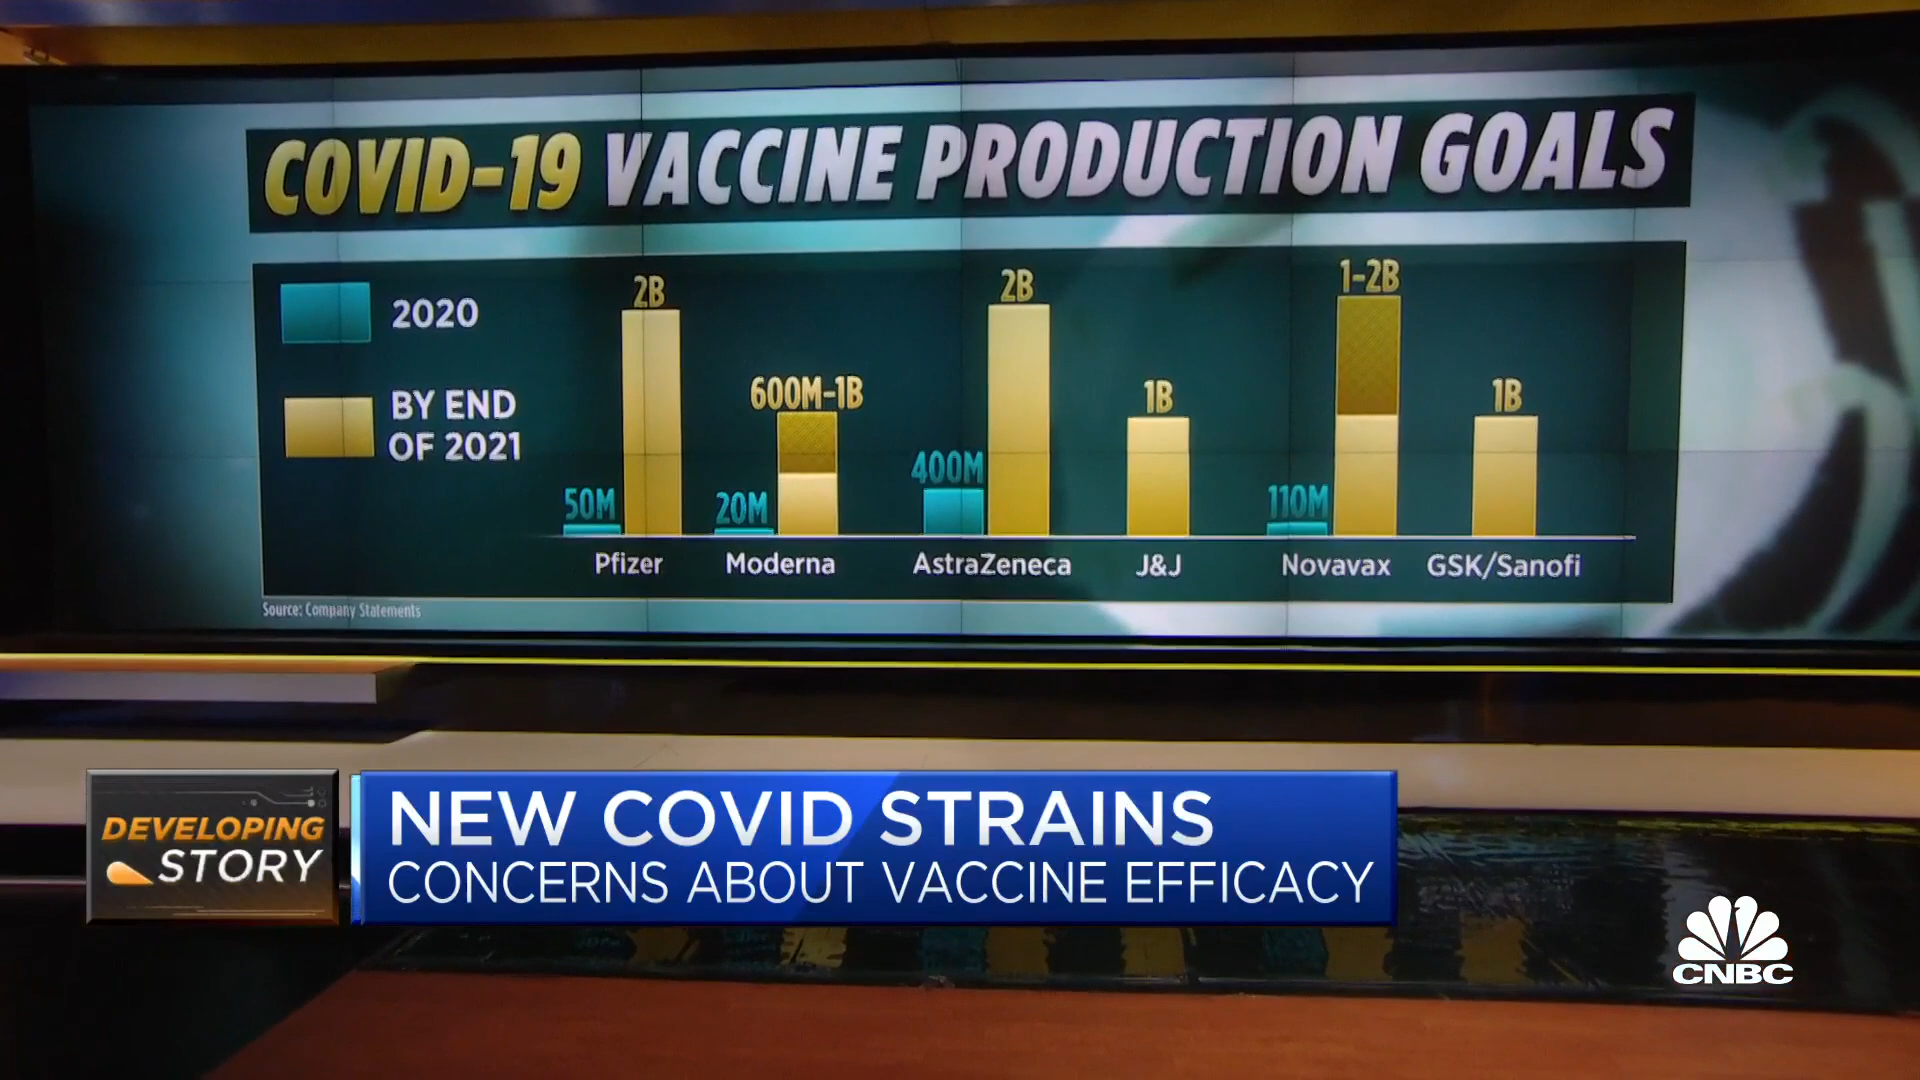 COVID-19 VACCINE PRODUCTION GOALS
2020
BY END
OF 2021
2B
600M-1B
2B
1B
1-2B
1B
50M
20M
400M
110M
Pfizer Moderna AstraZeneca J&J Novavax GSK/Sanofi
Source: Company Statements
DEVELOPING
STORY
NEW COVID STRAINS
CONCERNS ABOUT VACCINE EFFICACY
CNBC